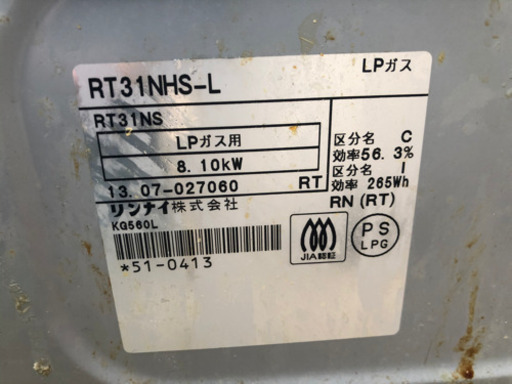 LPガス
RT31NHS-L
RT31NS
LPガス用
8.10kW
13.07-027060 RT
リンナイ株式会社
KG560L
*51-0413
区分名 C
効率56.3%
区分名 I
効率 265Wh
RN (RT)
JIA認証
PS
LPG